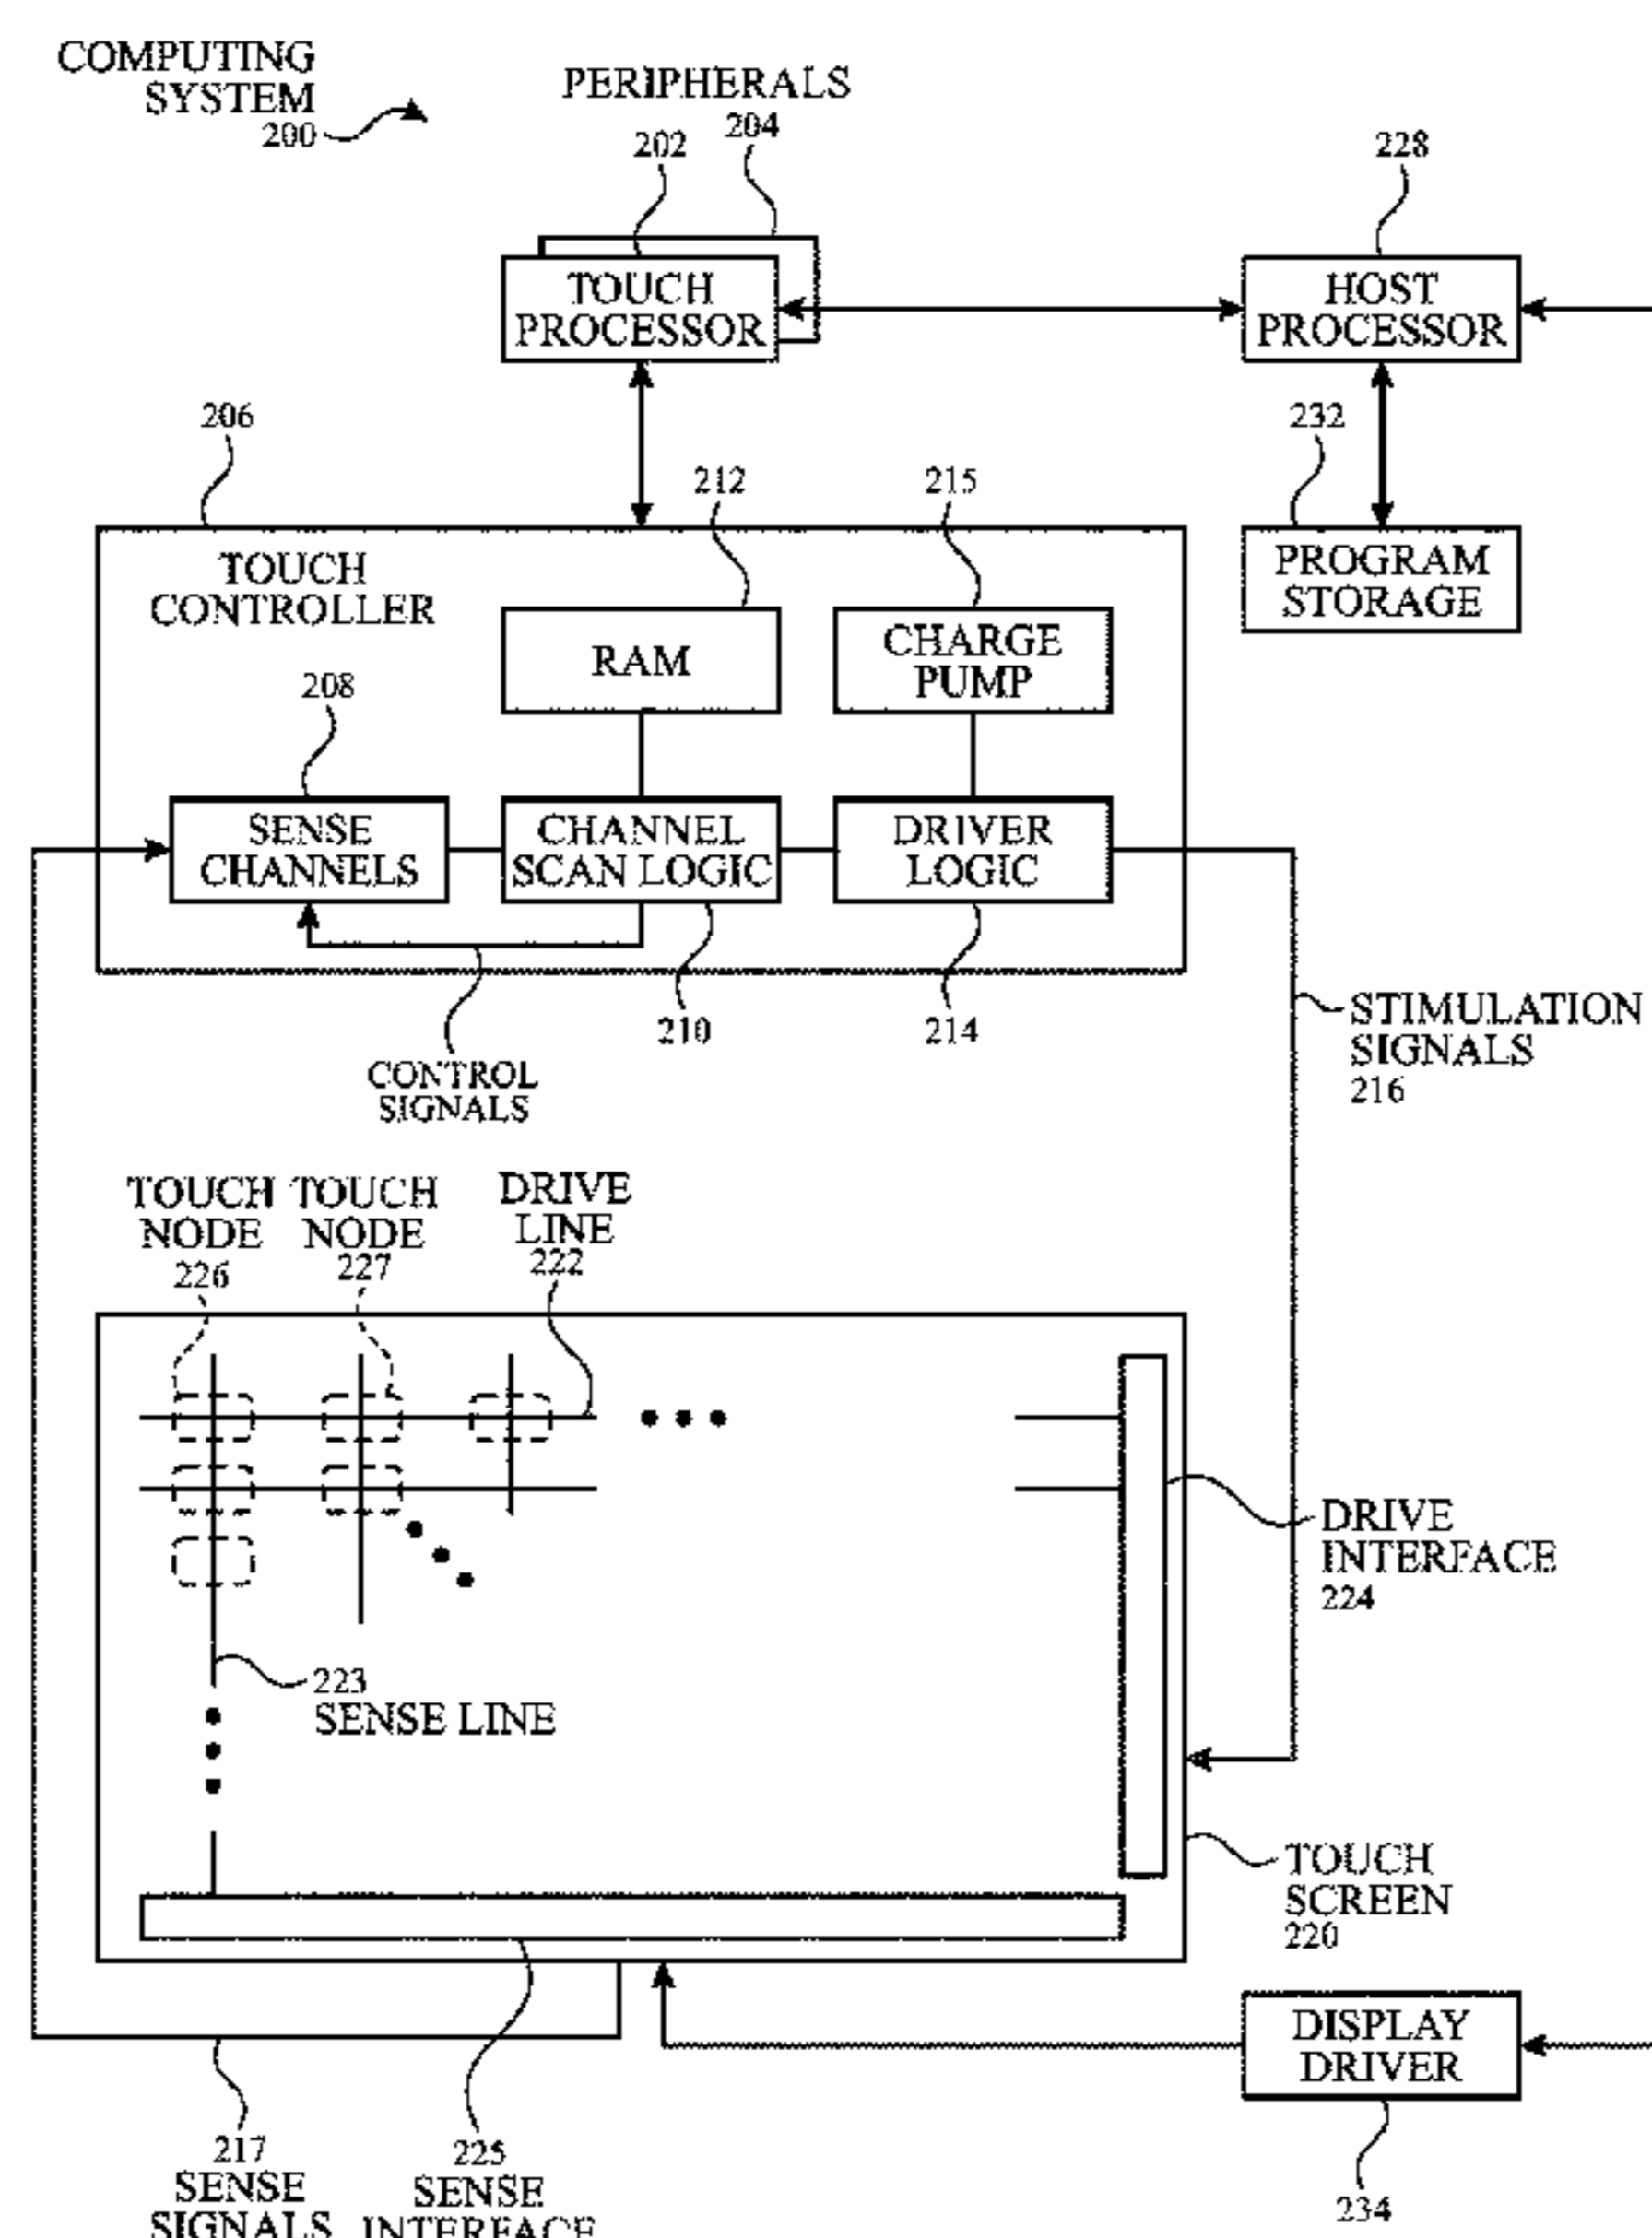 COMPUTING
SYSTEM
200
PERIPHERALS
204
202
228
TOUCH
PROCESSOR
HOST
PROCESSOR
206
232
212
215
TOUCH
CONTROLLER
PROGRAM
STORAGE
RAM
CHARGE
PUMP
208
SENSE
CHANNELS
CHANNEL
SCAN LOGIC
DRIVER
LOGIC
210
214
STIMULATION
SIGNALS
216
CONTROL
SIGNALS
TOUCH
NODE
226
TOUCH
NODE
227
DRIVE
LINE
222
DRIVE
INTERFACE
224
223
SENSE LINE
TOUCH
SCREEN
220
DISPLAY
DRIVER
234
217
SENSE
SIGNALS
225
SENSE
INTERFACE